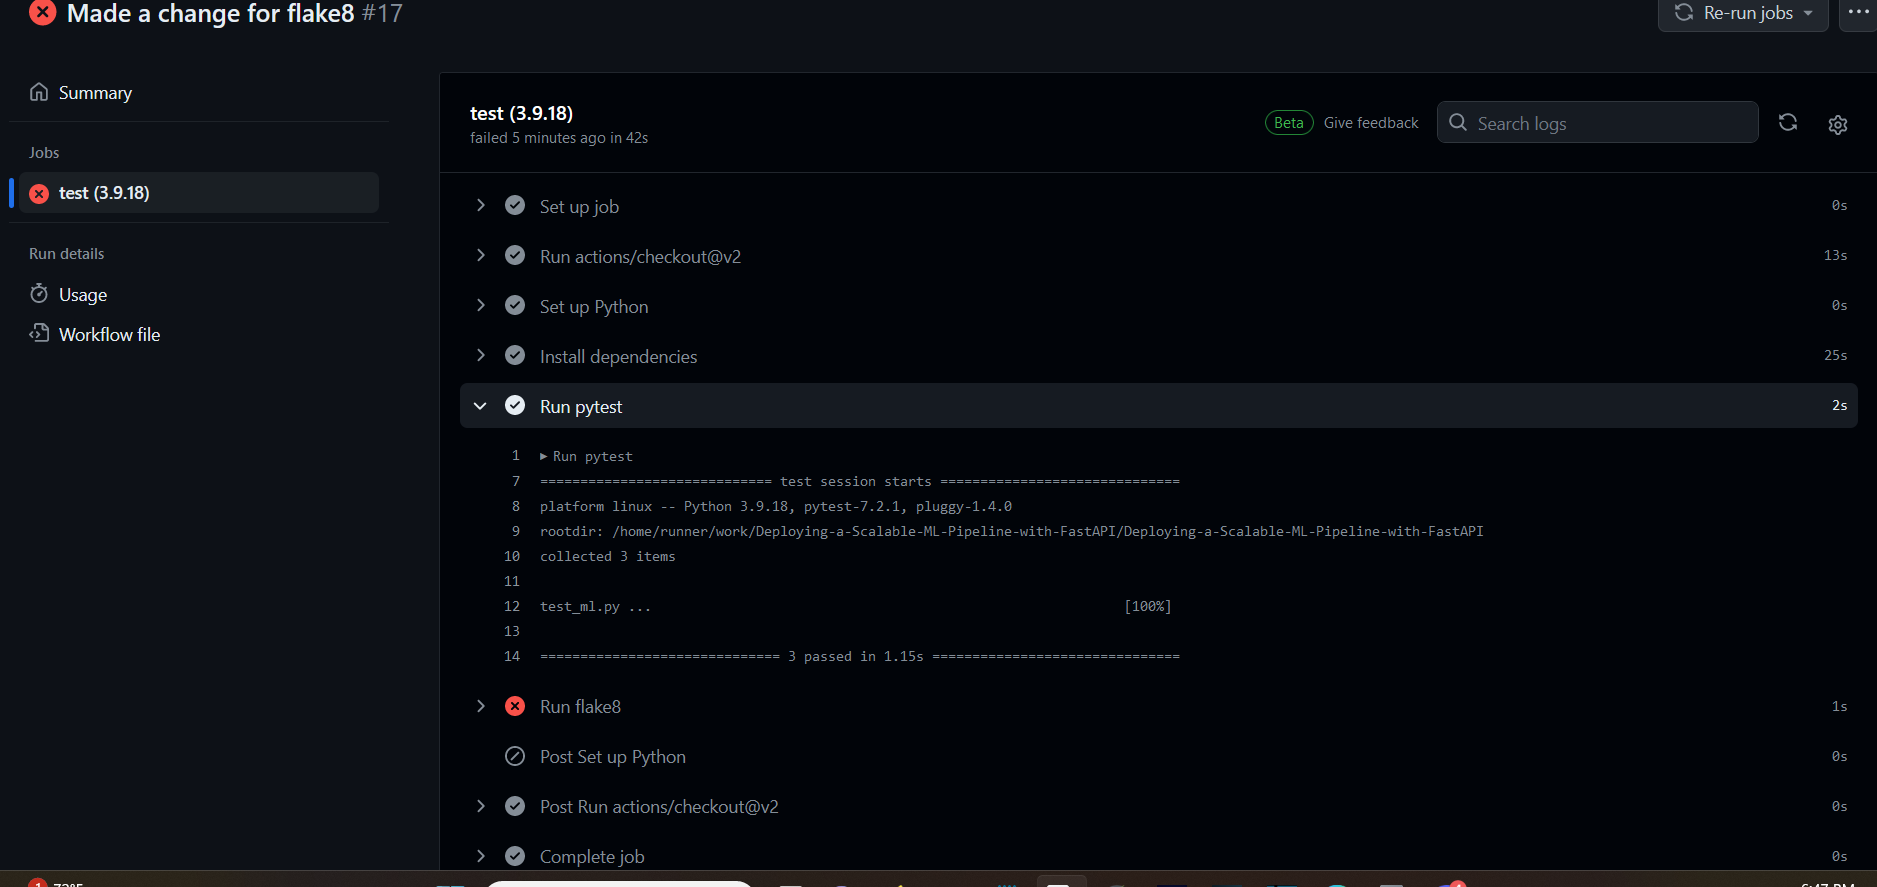 Made a change for flake8 #17
Re-run jobs
Summary
Jobs
test (3.9.18)
Run details
Usage
Workflow file
test (3.9.18)
failed 5 minutes ago in 42s
Beta
Give feedback
Search logs
Set up job
0s
Run actions/checkout@v2
13s
Set up Python
0s
Install dependencies
25s
Run pytest
2s
1 Run pytest
7 ============================= test session starts ==============================
8 platform linux -- Python 3.9.18, pytest-7.2.1, pluggy-1.4.0
9 rootdir: /home/runner/work/Deploying-a-Scalable-ML-Pipeline-with-FastAPI/Deploying-a-Scalable-ML-Pipeline-with-FastAPI
10 collected 3 items
11
12 test_ml.py ... [100%]
13
14 ============================== 3 passed in 1.15s ===============================
Run flake8
1s
Post Set up Python
0s
Post Run actions/checkout@v2
0s
Complete job
0s